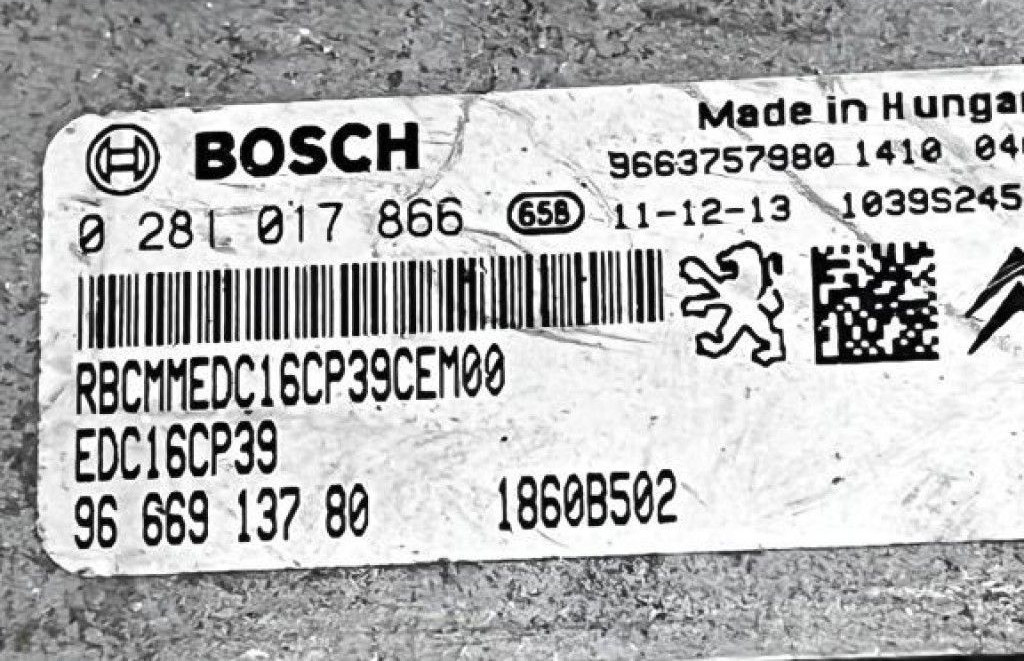 Made in Hungar
BOSCH
9663757980 1410 04
0 281 017 866 65B 11-12-13 1039S245
RBCMMEDC16CP39CEM00
EDC16CP39
96 669 137 80 1860B502